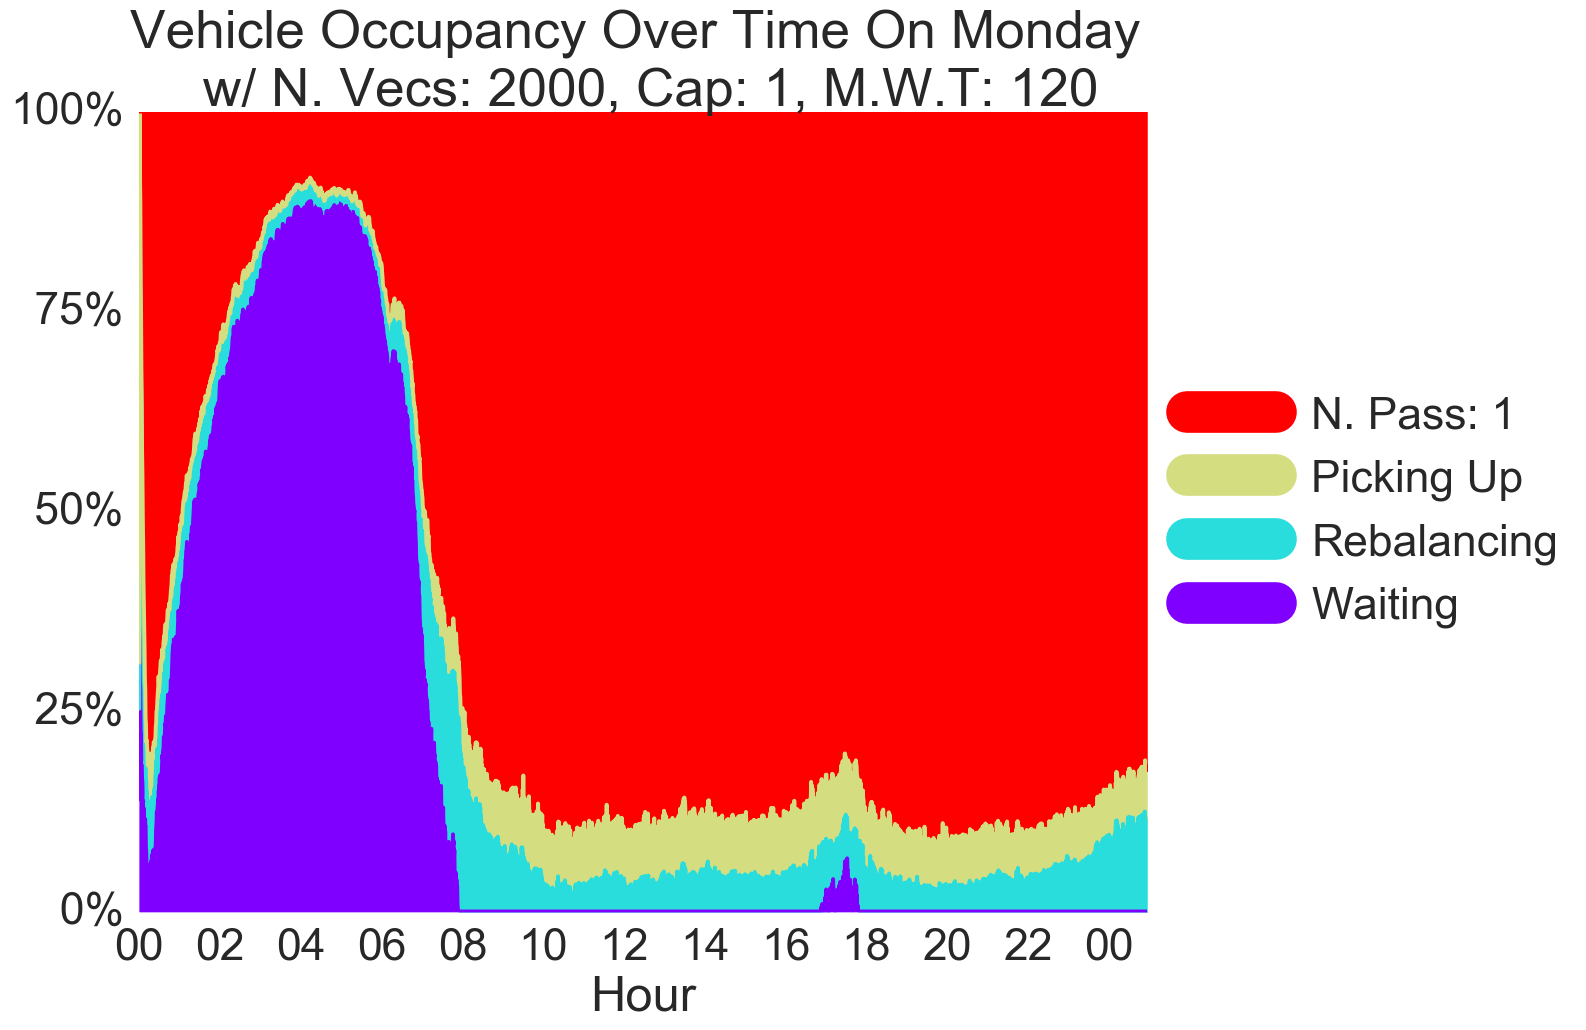 Vehicle Occupancy Over Time On Monday
w/ N. Vecs: 2000, Cap: 1, M.W.T: 120
100%
75%
50%
25%
0%
00 02 04 06 08 10 12 14 16 18 20 22 00
Hour
N. Pass: 1
Picking Up
Rebalancing
Waiting